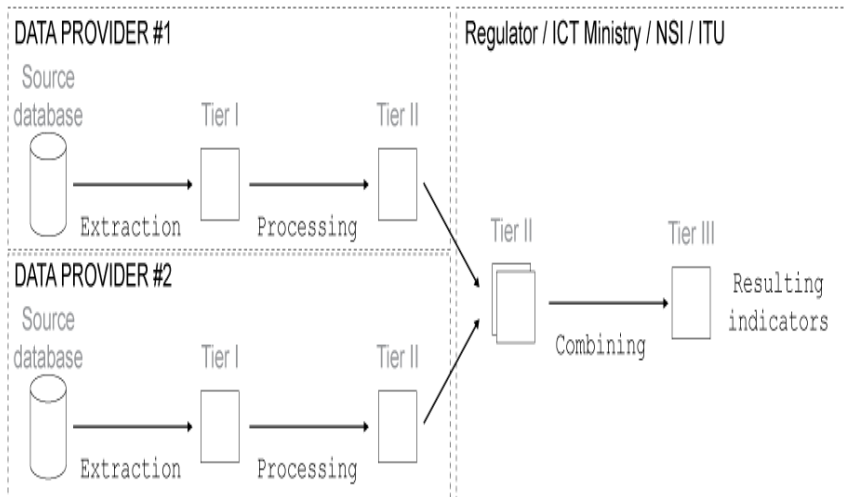 DATA PROVIDER #1
Source
database
Tier I
Tier II
Extraction
Processing
DATA PROVIDER #2
Source
database
Tier I
Tier II
Extraction
Processing
Regulator / ICT Ministry / NSI / ITU
Tier II
Tier III
Combining
Resulting
indicators